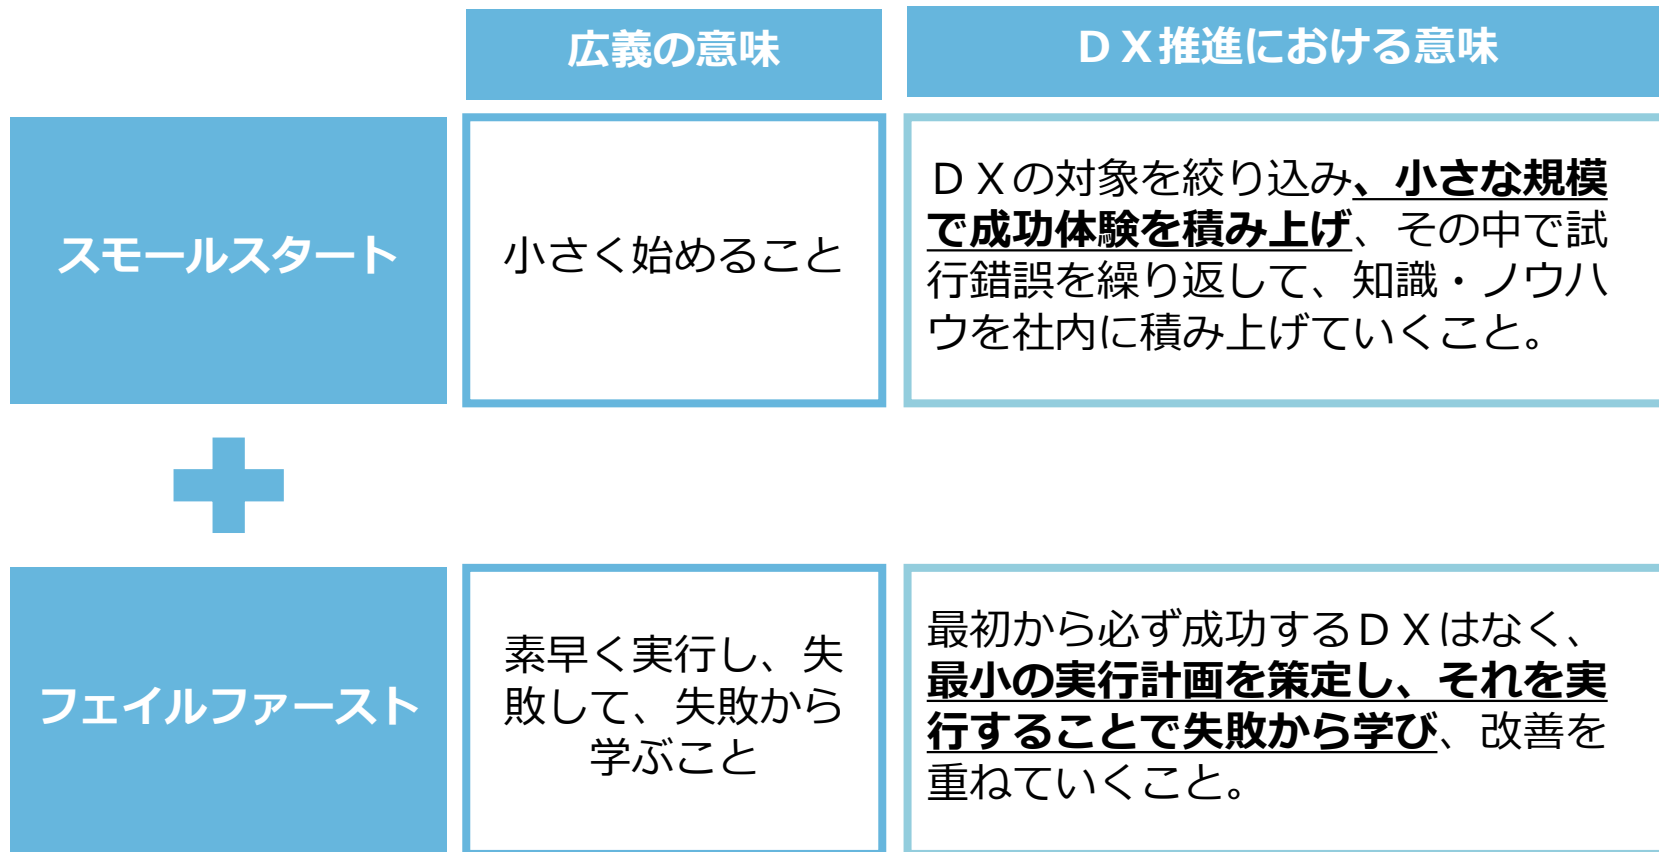 広義の意味
ＤＸ推進における意味
スモールスタート
小さく始めること
ＤＸの対象を絞り込み、小さな規模
で成功体験を積み上げ、その中で試
行錯誤を繰り返して、知識・ノウハ
ウを社内に積み上げていくこと。
フェイルファースト
素早く実行し、失
敗して、失敗から
学ぶこと
最初から必ず成功するＤＸはなく、
最小の実行計画を策定し、それを実
行することで失敗から学び、改善を
重ねていくこと。